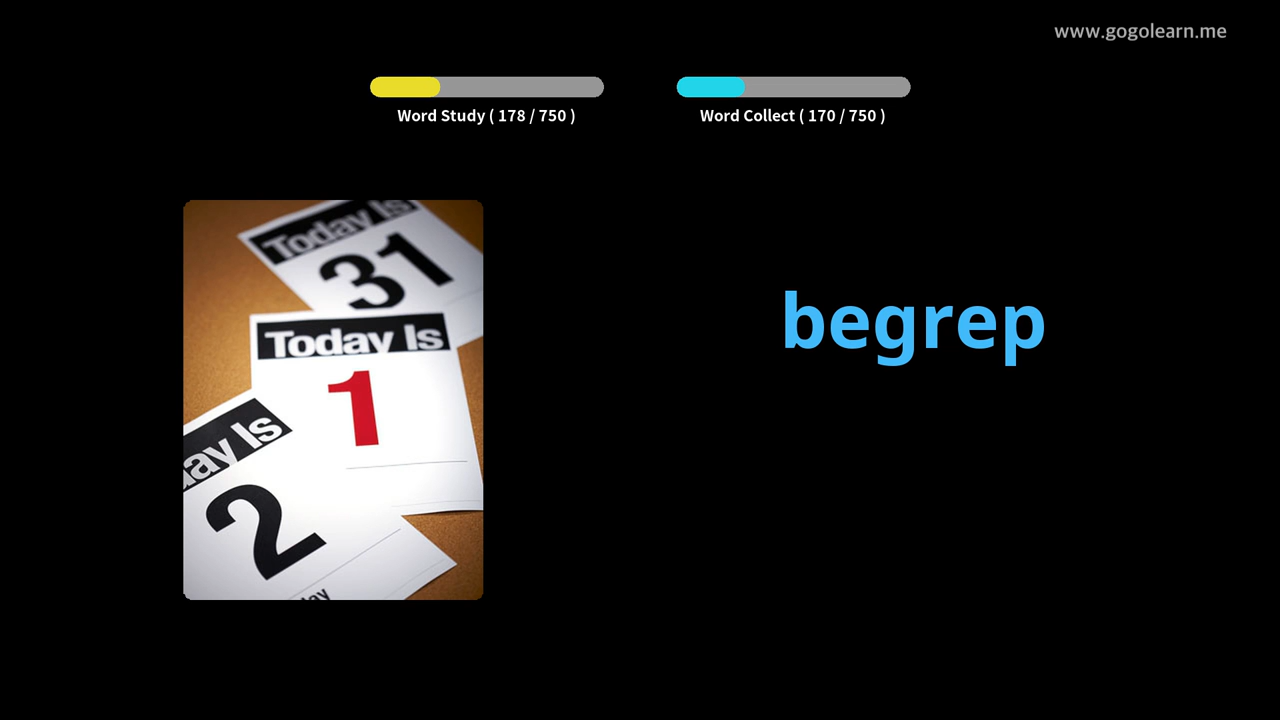 www.gogolearn.me
Word Study ( 178 / 750 )
Word Collect ( 170 / 750 )
Today Is
31
Today Is
1
ay Is
2
day
begrep